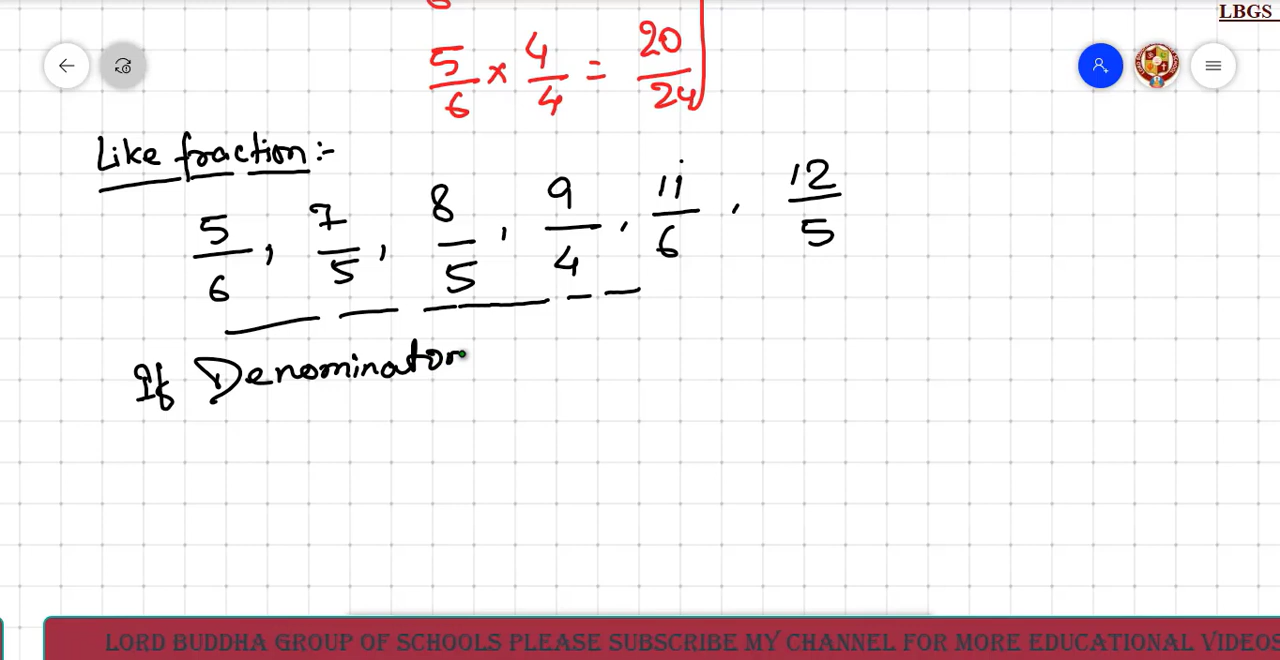 LBGS
5/6 × 4/4 = 20/24
Like fraction :-
5/6, 7/5, 8/5, 9/4, 11/6, 12/5
If Denominator
LORD BUDDHA GROUP OF SCHOOLS PLEASE SUBSCRIBE MY CHANNEL FOR MORE EDUCATIONAL VIDEOS